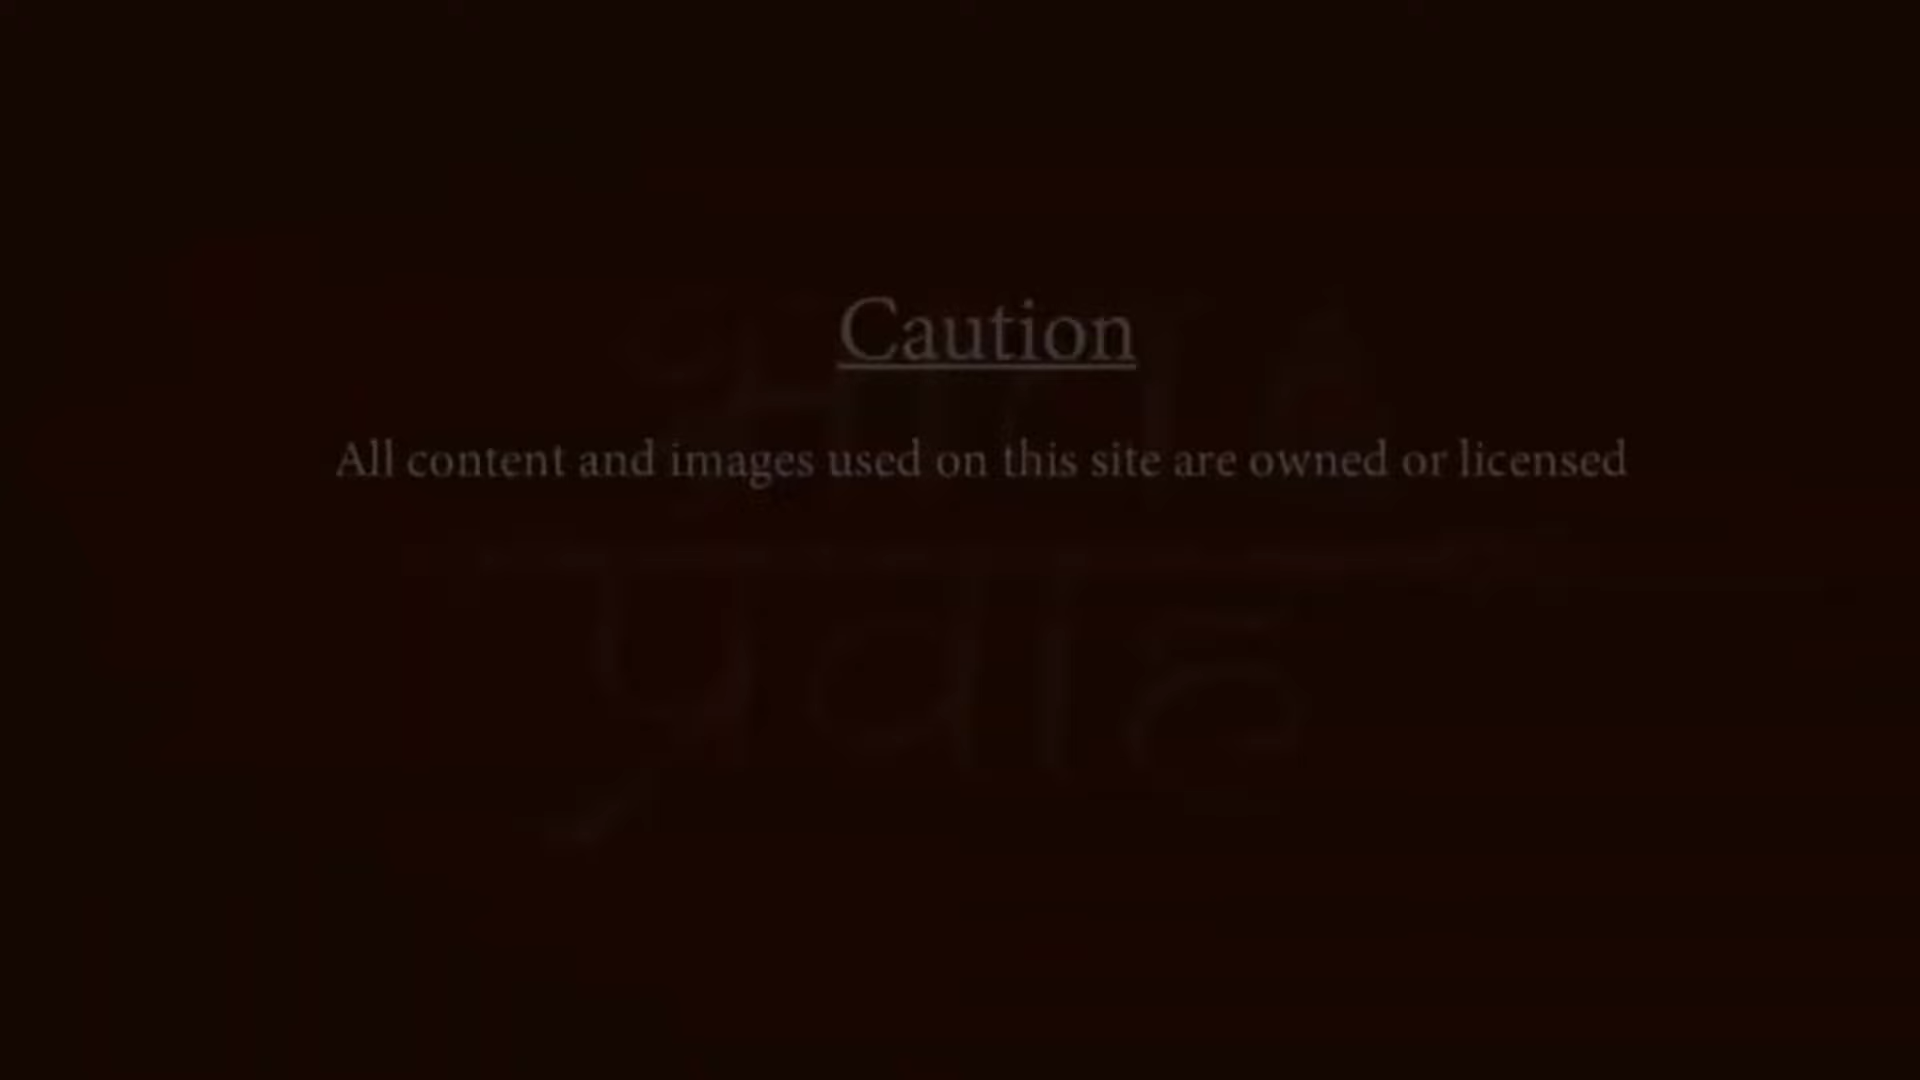 Caution
All content and images used on this site are owned or licensed